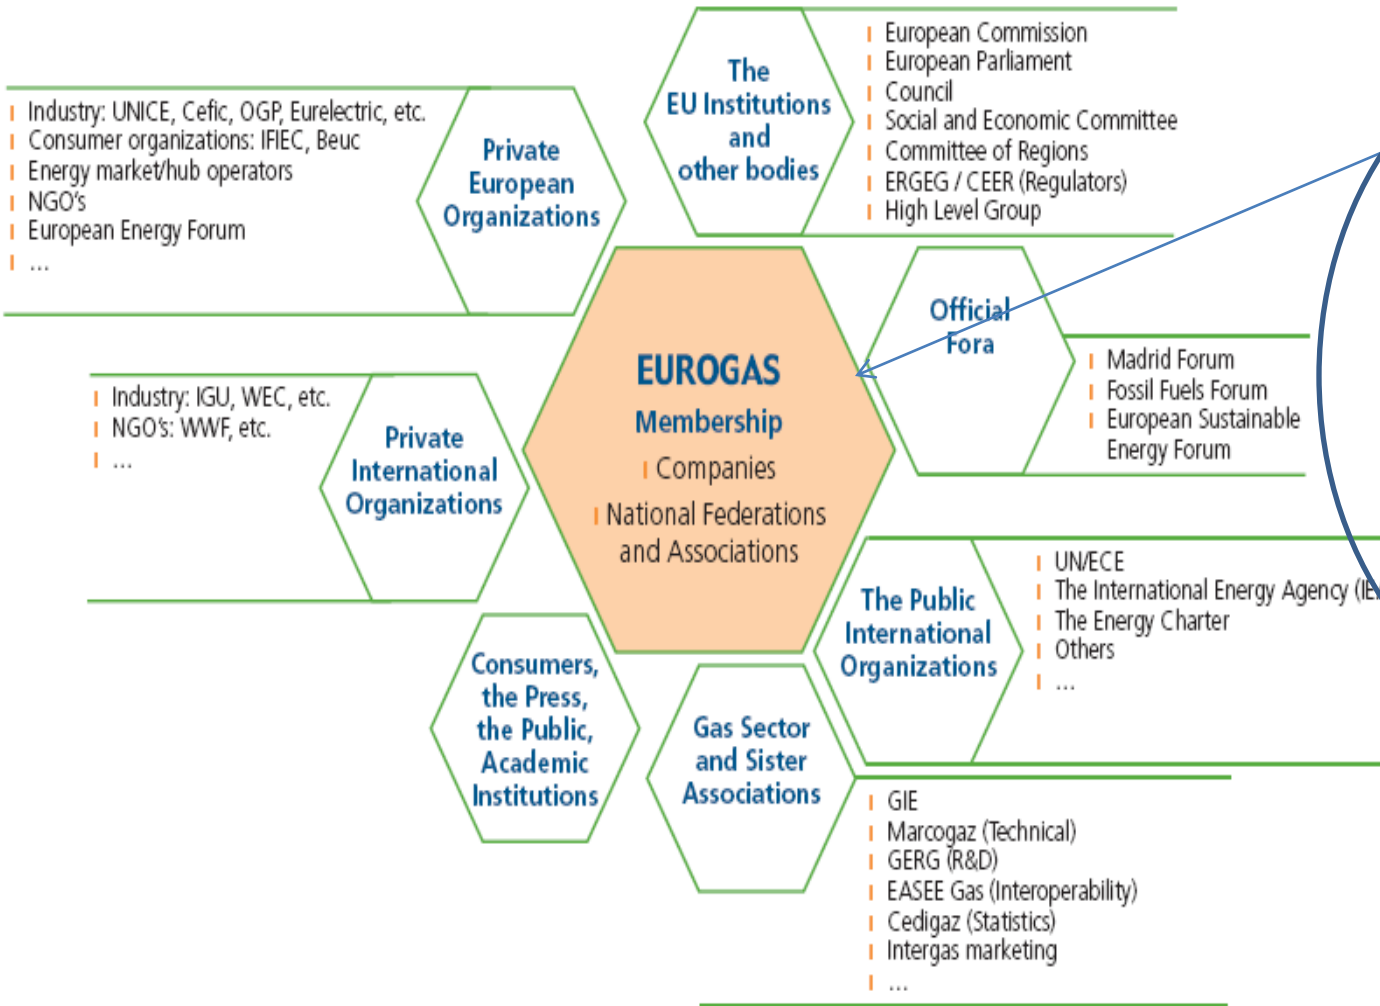 The
EU Institutions
and
other bodies
European Commission
European Parliament
Council
Social and Economic Committee
Committee of Regions
ERGEG / CEER (Regulators)
High Level Group
Industry: UNICE, Cefic, OGP, Eurelectric, etc.
Consumer organizations: IFIEC, Beuc
Energy market/hub operators
NGO's
European Energy Forum
...
Private
European
Organizations
Official
Fora
Madrid Forum
Fossil Fuels Forum
European Sustainable
Energy Forum
EUROGAS
Membership
Companies
National Federations
and Associations
Industry: IGU, WEC, etc.
NGO's: WWF, etc.
...
Private
International
Organizations
The Public
International
Organizations
UN/ECE
The International Energy Agency
The Energy Charter
Others
...
Consumers,
the Press,
the Public,
Academic
Institutions
Gas Sector
and Sister
Associations
GIE
Marcogaz (Technical)
GERG (R&D)
EASEE Gas (Interoperability)
Cedigaz (Statistics)
Intergas marketing
...